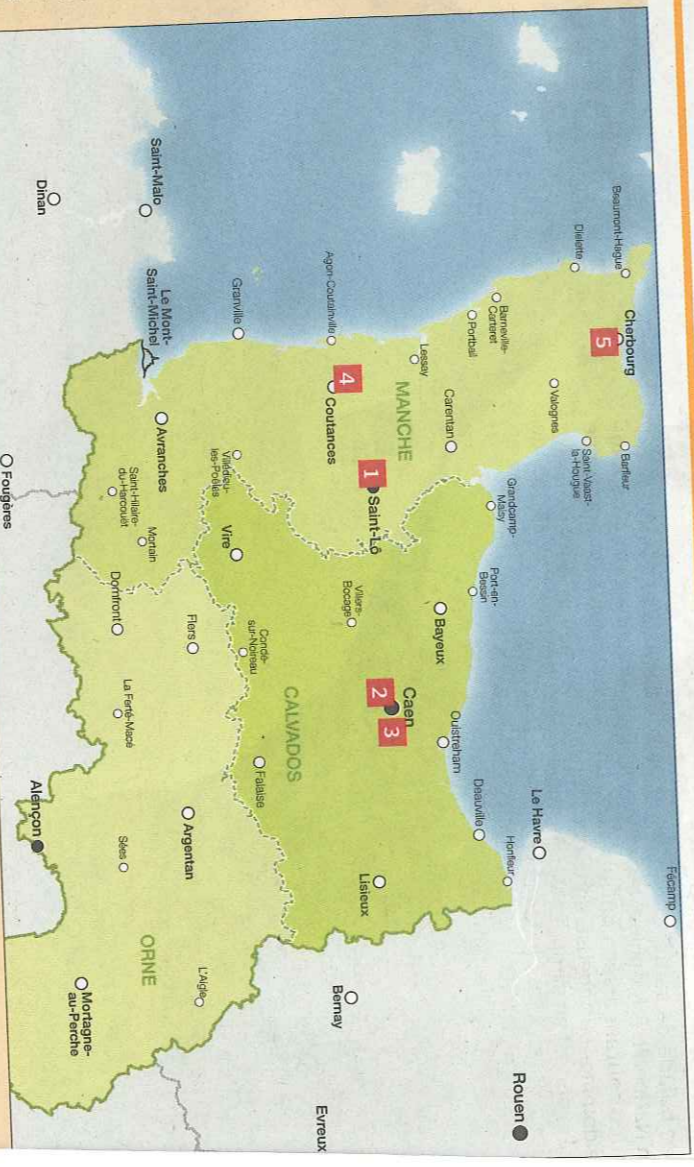 Fécamp
Beaumont-Hague
Cherbourg
5
Barfleur
Saint-Vaast-
la-Hougue
Dielette
Valognes
Le Havre
Rouen
Barneville-
Carteret
Portbail
Grandcamp-
Maisy
Port-en-
Bessin
Honfleur
Deauville
Carentan
Lessay
Bayeux
Ouistreham
MANCHE
1
Saint-Lô
Caen
2
3
Lisieux
Agon-Coutainville
4
Coutances
Villers-
Bocage
Bernay
Evreux
CALVADOS
Granville
Villedieu-
les-Poêles
Vire
Condé-
sur-Noireau
Falaise
Saint-Malo
Le Mont-
Saint-Michel
Avranches
Flers
Argentan
L'Aigle
Mortain
Saint-Hilaire-
du-Harcouët
Domfront
La Ferté-Macé
Sées
ORNE
Mortagne-
au-Perche
Dinan
Fougères
Alençon